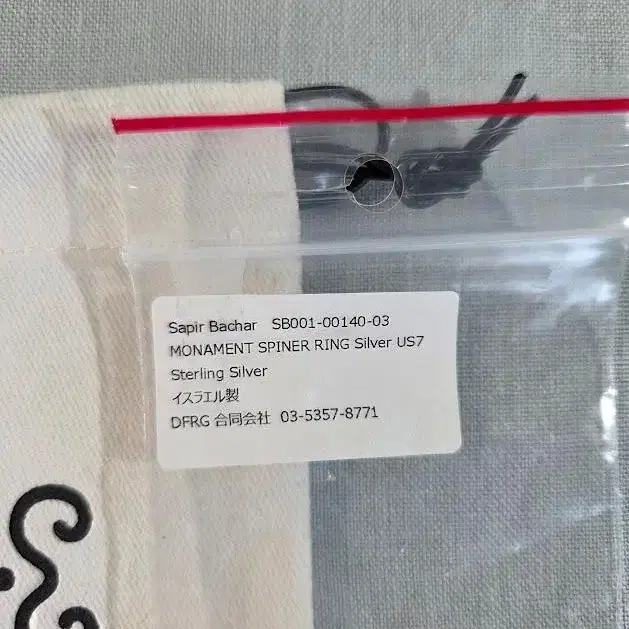 Sapir Bachar SB001-00140-03
MONAMENT SPINER RING Silver US7
Sterling Silver
イスラエル製
DFRG 合同会社 03-5357-8771